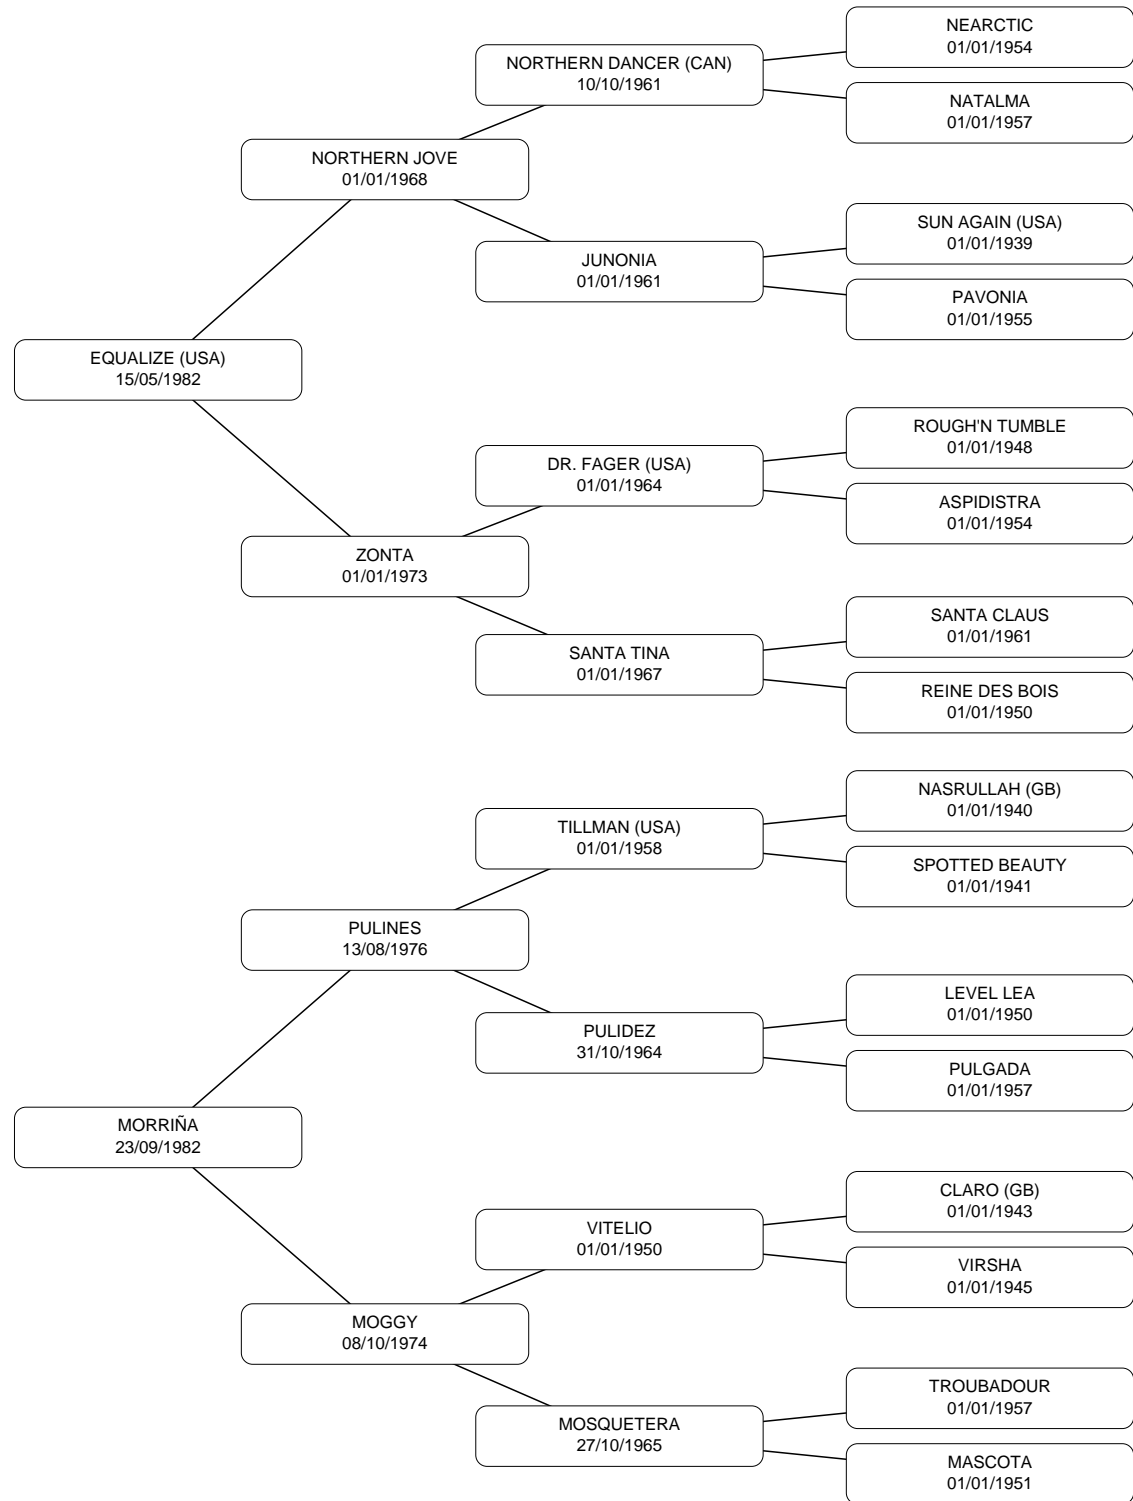 NEARCTIC
01/01/1954
NORTHERN DANCER (CAN)
10/10/1961
NATALMA
01/01/1957
NORTHERN JOVE
01/01/1968
SUN AGAIN (USA)
01/01/1939
JUNONIA
01/01/1961
PAVONIA
01/01/1955
EQUALIZE (USA)
15/05/1982
ROUGH'N TUMBLE
01/01/1948
DR. FAGER (USA)
01/01/1964
ASPIDISTRA
01/01/1954
ZONTA
01/01/1973
SANTA CLAUS
01/01/1961
SANTA TINA
01/01/1967
REINE DES BOIS
01/01/1950
NASRULLAH (GB)
01/01/1940
TILLMAN (USA)
01/01/1958
SPOTTED BEAUTY
01/01/1941
PULINES
13/08/1976
LEVEL LEA
01/01/1950
PULIDEZ
31/10/1964
PULGADA
01/01/1957
MORRIÑA
23/09/1982
CLARO (GB)
01/01/1943
VITELIO
01/01/1950
VIRSHA
01/01/1945
MOGGY
08/10/1974
TROUBADOUR
01/01/1957
MOSQUETERA
27/10/1965
MASCOTA
01/01/1951